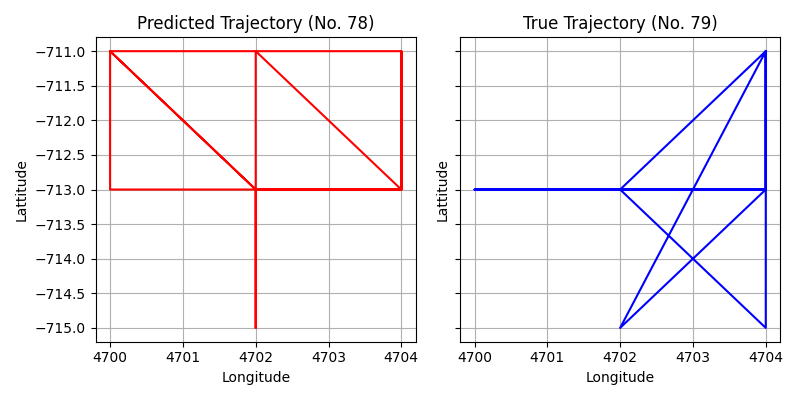 Predicted Trajectory (No. 78)
True Trajectory (No. 79)
−711.0
−711.5
−712.0
−712.5
−713.0
−713.5
−714.0
−714.5
−715.0
Lattitude
Lattitude
4700 4701 4702 4703 4704
4700 4701 4702 4703 4704
Longitude
Longitude